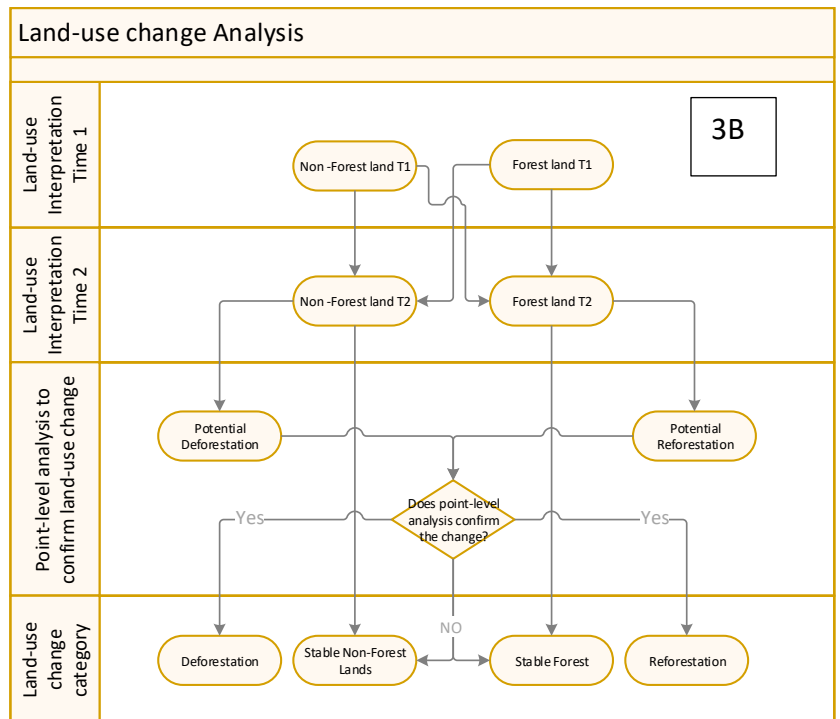 Land-use change Analysis
Land-use
Interpretation
Time 1
3B
Non -Forest land T1
Forest land T1
Land-use
Interpretation
Time 2
Non -Forest land T2
Forest land T2
Point-level analysis to
confirm land-use change
Potential
Deforestation
Potential
Reforestation
Does point-level
analysis confirm
the change?
Yes
Yes
NO
Land-use
change
category
Deforestation
Stable Non-Forest
Lands
Stable Forest
Reforestation